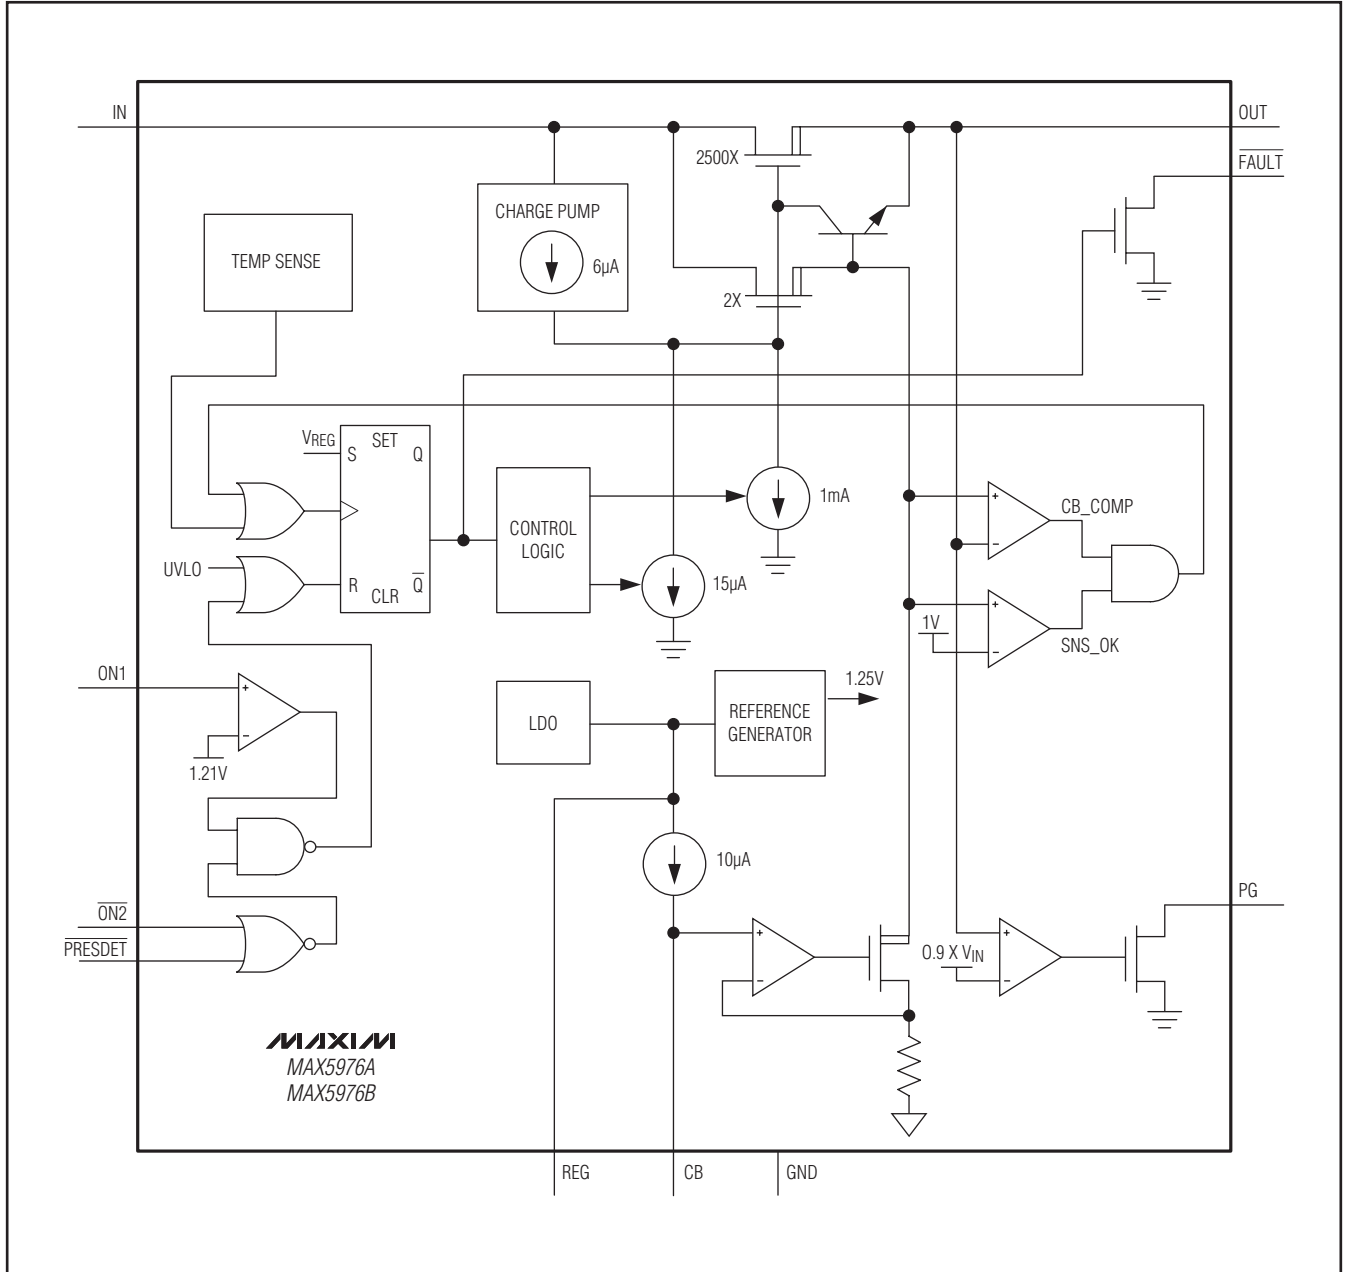 IN
OUT
2500X
FAULT
CHARGE PUMP
6µA
TEMP SENSE
2X
VREG
S
SET
Q
1mA
CB_COMP
CONTROL
LOGIC
UVLO
R
CLR
Q
15µA
1V
SNS_OK
ON1
1.25V
LDO
REFERENCE
GENERATOR
1.21V
10µA
ON2
PRESDET
PG
0.9 X VIN
MAXIM
MAX5976A
MAX5976B
REG
CB
GND